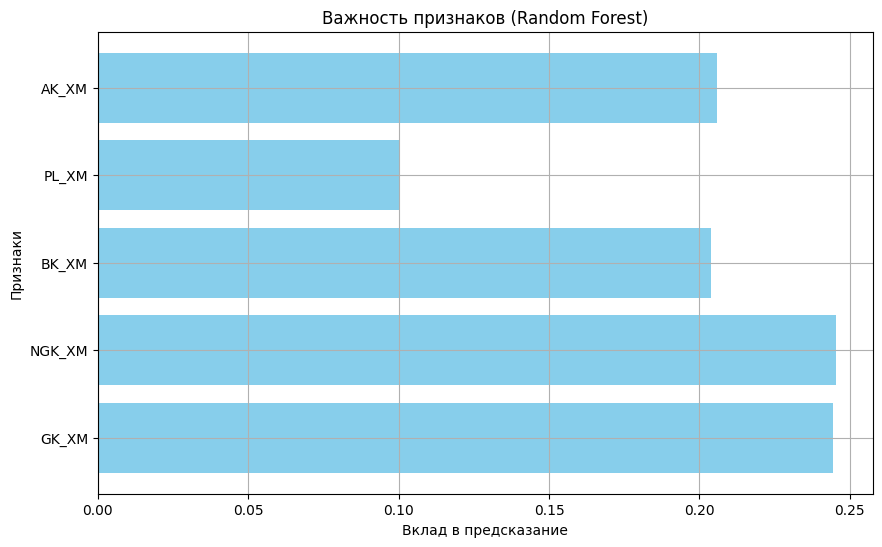 Важность признаков (Random Forest)
AK_XM
PL_XM
BK_XM
NGK_XM
GK_XM
Признаки
0.00 0.05 0.10 0.15 0.20 0.25
Вклад в предсказание